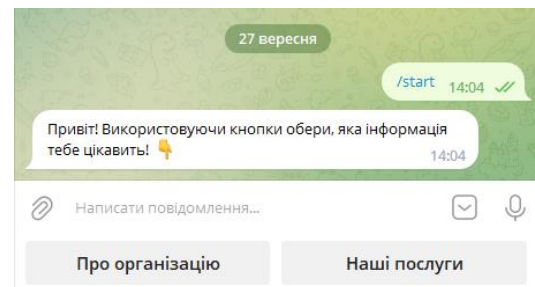 27 вересня
/start 14:04
Привіт! Використовуючи кнопки обери, яка інформація
тебе цікавить! 👇
14:04
Написати повідомлення...
Про організацію
Наші послуги